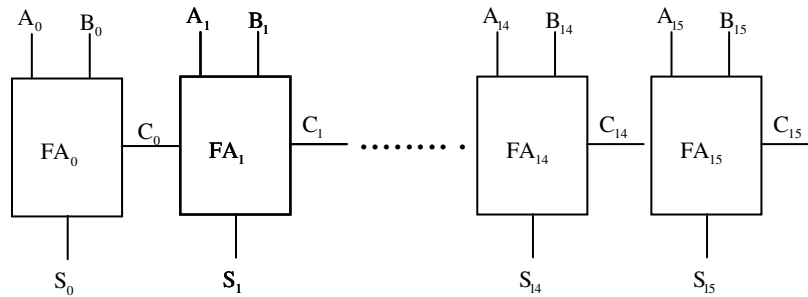 A₀ B₀ A₁ B₁ A₁₄ B₁₄ A₁₅ B₁₅
C₀ C₁ C₁₄ C₁₅
FA₀ FA₁ ........ FA₁₄ FA₁₅
S₀ S₁ S₁₄ S₁₅